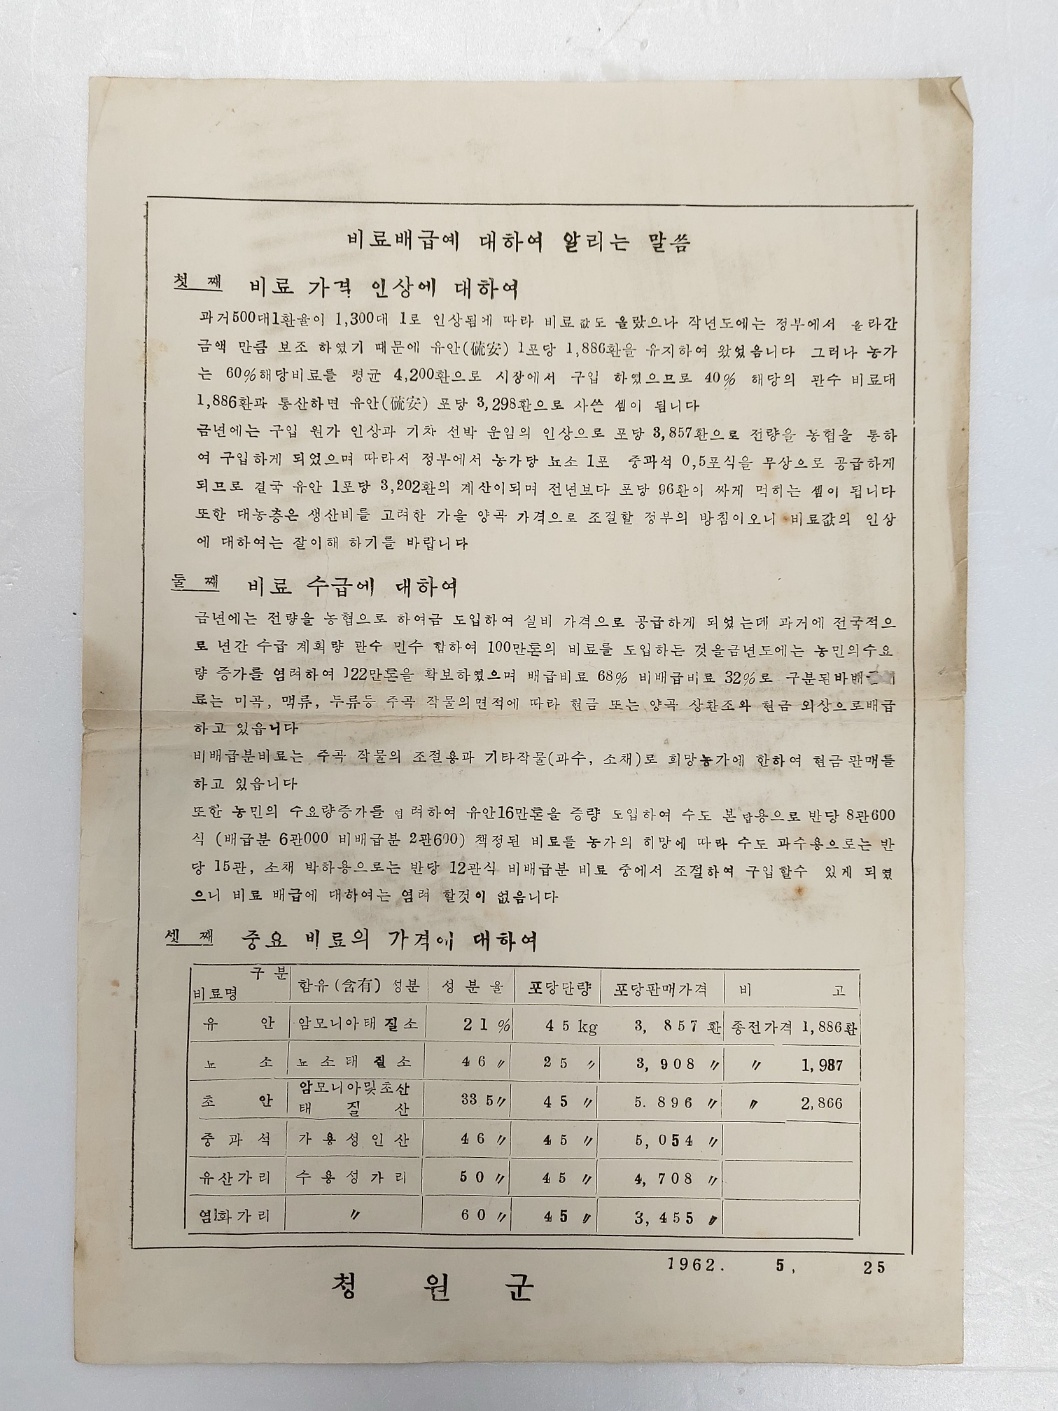 비료배급에 대하여 알리는 말씀
첫째 비료 가격 인상에 대하여
과거500대1환율이 1,300대 1로 인상됨에 따라 비료값도 올랐으나 작년도에는 정부에서 올라간
금액 만큼 보조 하였기 때문에 유안(硫安) 1포당 1,886환을 유지하여 왔었읍니다 그러나 농가
는 60%해당비료를 평균 4,200환으로 시장에서 구입 하였으므로 40% 해당의 관수 비료대
1,886환과 통산하면 유안(硫安) 포당 3,298환으로 사쓴 셈이 됩니다
금년에는 구입 원가 인상과 기차 선박 운임의 인상으로 포당 3,857환으로 전량을 농협을 통하
여 구입하게 되었으며 따라서 정부에서 농가당 뇨소 1포 중과석 0,5포식을 무상으로 공급하게
되므로 결국 유안 1포당 3,202환의 계산이되며 전년보다 포당 96환이 싸게 먹히는 셈이 됩니다
또한 대농층은 생산비를 고려한 가을 양곡 가격으로 조절할 정부의 방침이오니 비료값의 인상
에 대하여는 잘이해 하기를 바랍니다
둘째 비료 수급에 대하여
금년에는 전량을 농협으로 하여금 도입하여 실비 가격으로 공급하게 되었는데 과거에 전국적으
로 년간 수급 계획량 관수 민수 합하여 100만톤의 비료를 도입하든 것을금년도에는 농민의수요
량 증가를 염려하여 122만톤을 확보하였으며 배급비료 68% 비배급비료 32%로 구분된바배급
료는 미곡, 맥류, 두류등 주곡 작물의면적에 따라 현금 또는 양곡 상환조와 현금 외상으로배급
하고 있읍니다
비배급분비료는 주곡 작물의 조절용과 기타작물(과수, 소채)로 희망농가에 한하여 현금판매를
하고 있읍니다
또한 농민의 수요량증가를 염려하여 유안16만톤을 증량 도입하여 수도 본답용으로 반당 8관600
식 (배급분 6관000 비배급분 2관600) 책정된 비료를 농가의 희망에 따라 수도 과수용으로는 반
당 15관, 소채 박하용으로는 반당 12관식 비배급분 비료 중에서 조절하여 구입할수 있게 되였
으니 비료 배급에 대하여는 염려 할것이 없읍니다
셋째 중요 비료의 가격에 대하여
구분 비료명 함유(含有) 성분 성분율 포당단량 포당판매가격 비고
유안 암모니아태질소 21% 45kg 3,857환 종전가격 1,886환
뇨소 뇨소태질소 46〃 25〃 3,908〃 〃 1,987
초안 암모니아및초산태질산 33 5〃 45〃 5.896〃 〃 2,866
중과석 가용성인산 46〃 45〃 5,054〃
유산가리 수용성가리 50〃 45〃 4,708〃
염화가리 〃 60〃 45〃 3,455〃
1962. 5, 25
청원군